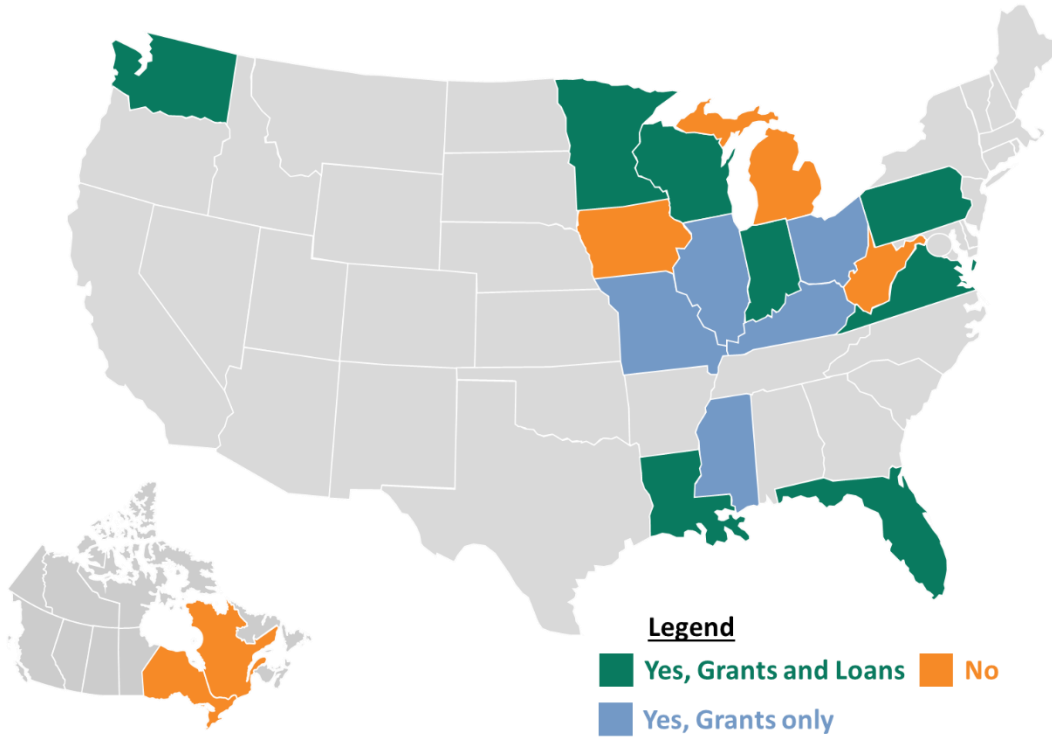 Legend
Yes, Grants and Loans
No
Yes, Grants only